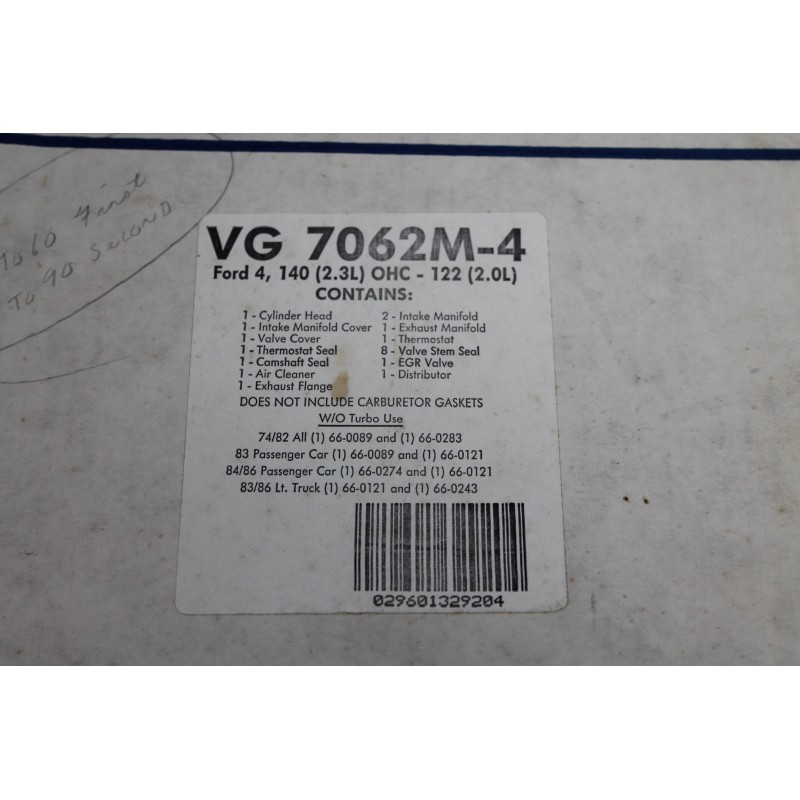 To 60 First
To 90 Second
VG 7062M-4
Ford 4, 140 (2.3L) OHC - 122 (2.0L)
CONTAINS:
1 - Cylinder Head
1 - Intake Manifold Cover
1 - Valve Cover
1 - Thermostat Seal
1 - Camshaft Seal
1 - Air Cleaner
1 - Exhaust Flange
2 - Intake Manifold
1 - Exhaust Manifold
1 - Thermostat
8 - Valve Stem Seal
1 - EGR Valve
1 - Distributor
DOES NOT INCLUDE CARBURETOR GASKETS
W/O Turbo Use
74/82 All (1) 66-0089 and (1) 66-0283
83 Passenger Car (1) 66-0089 and (1) 66-0121
84/86 Passenger Car (1) 66-0274 and (1) 66-0121
83/86 Lt. Truck (1) 66-0121 and (1) 66-0243
029601329204